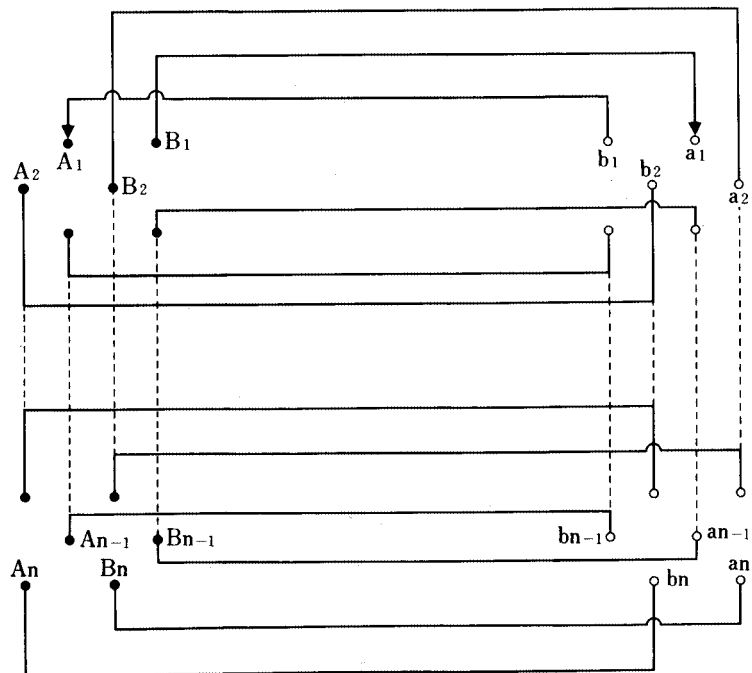 A₁ B₁ b₁ a₁
A₂ B₂ b₂ a₂
Aₙ₋₁ Bₙ₋₁ bₙ₋₁ aₙ₋₁
Aₙ Bₙ bₙ aₙ